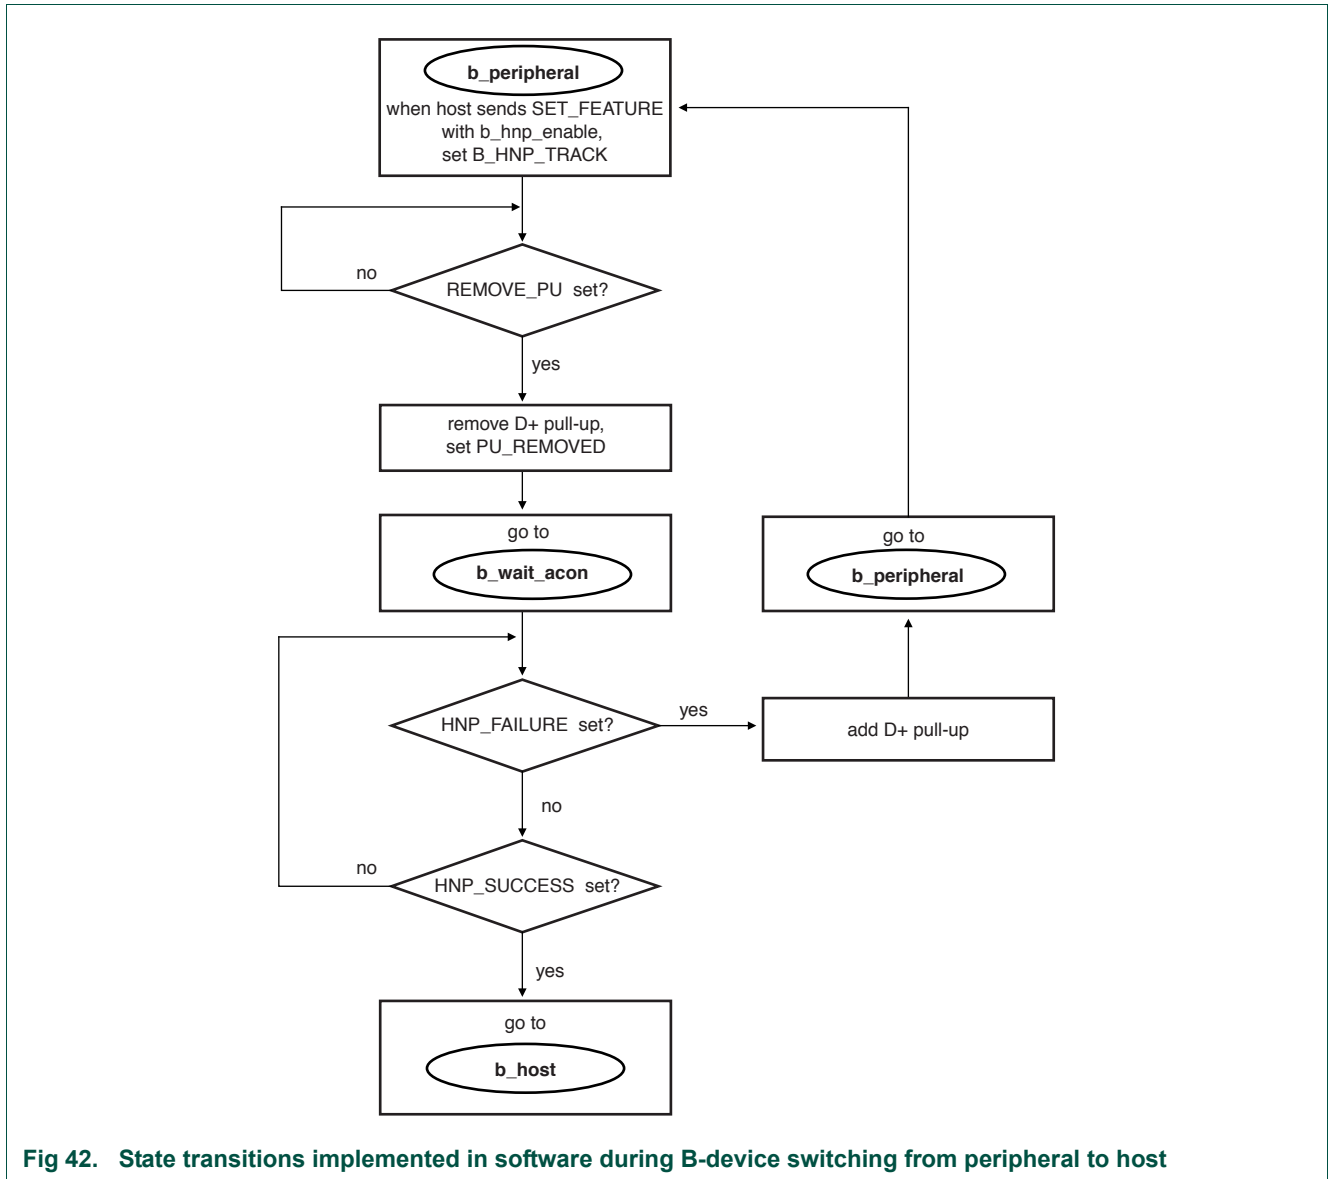 b_peripheral
when host sends SET_FEATURE
with b_hnp_enable,
set B_HNP_TRACK
no
REMOVE_PU set?
yes
remove D+ pull-up,
set PU_REMOVED
go to
b_wait_acon
go to
b_peripheral
HNP_FAILURE set?
yes
add D+ pull-up
no
no
HNP_SUCCESS set?
yes
go to
b_host
Fig 42. State transitions implemented in software during B-device switching from peripheral to host